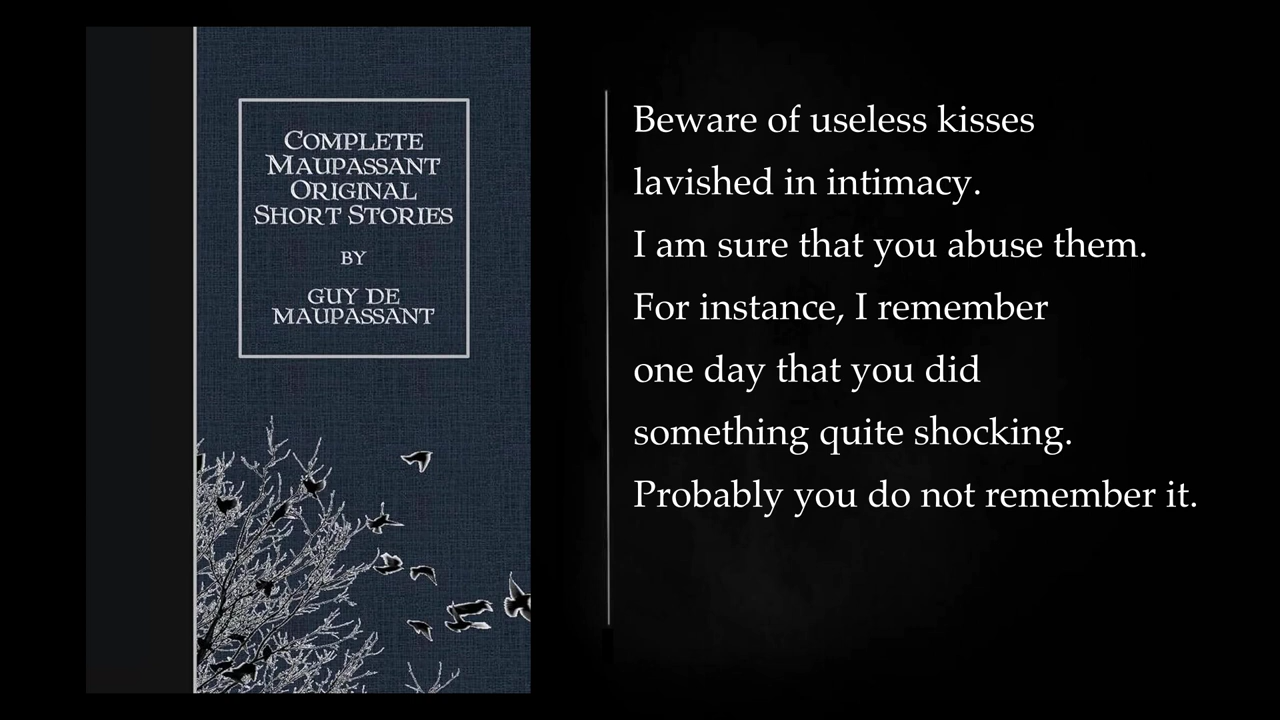 COMPLETE
MAUPASSANT
ORIGINAL
SHORT STORIES
BY
GUY DE
MAUPASSANT
Beware of useless kisses
lavished in intimacy.
I am sure that you abuse them.
For instance, I remember
one day that you did
something quite shocking.
Probably you do not remember it.